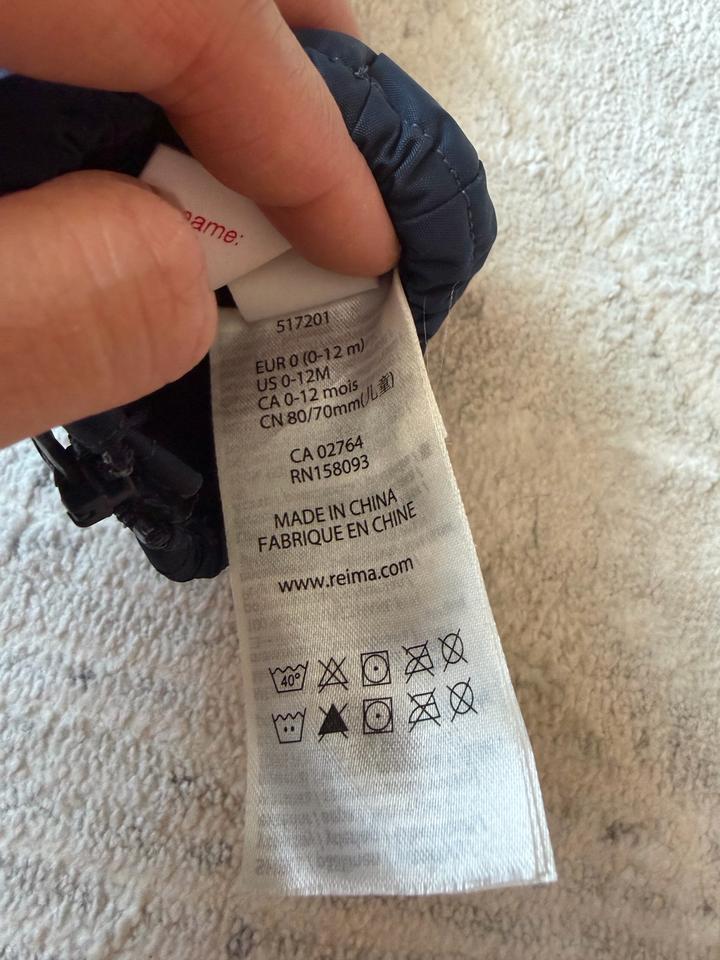 ame:
517201
EUR 0 (0-12 m)
US 0-12M
CA 0-12 mois
CN 80/70mm(儿童)
CA 02764
RN158093
MADE IN CHINA
FABRIQUE EN CHINE
www.reima.com
40°